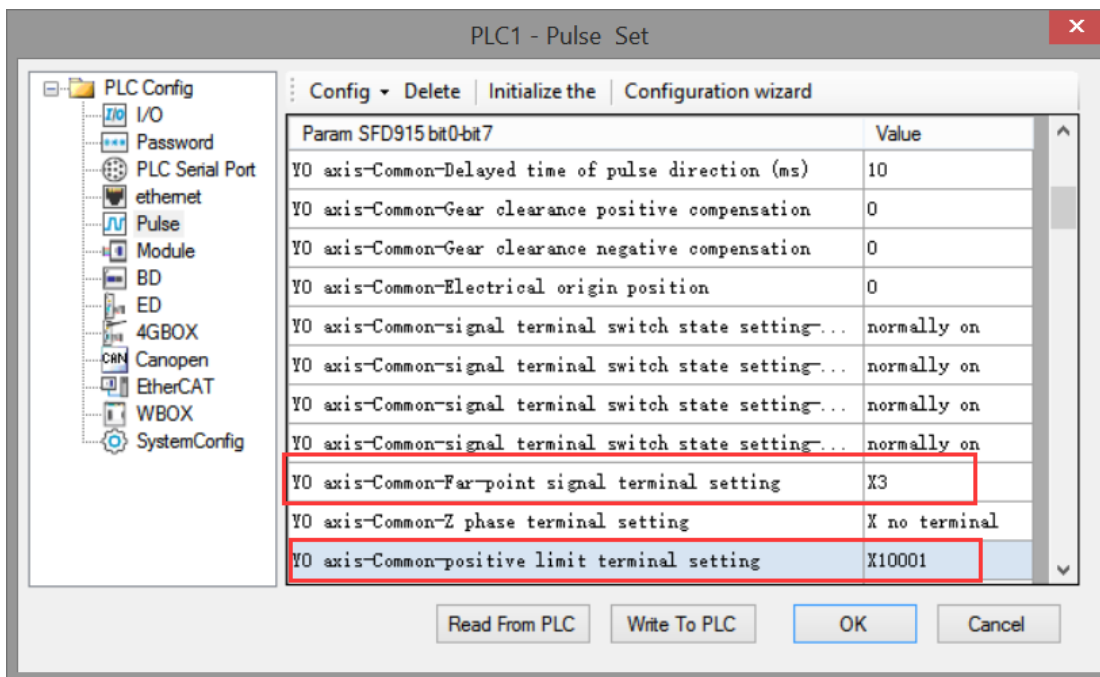 PLC1 - Pulse Set
PLC Config
I/O
Password
PLC Serial Port
ethernet
Pulse
Module
BD
ED
4GBOX
Canopen
EtherCAT
WBOX
SystemConfig
Config Delete Initialize the Configuration wizard
Param SFD915 bit0-bit7 Value
Y0 axis-Common-Delayed time of pulse direction (ms) 10
Y0 axis-Common-Gear clearance positive compensation 0
Y0 axis-Common-Gear clearance negative compensation 0
Y0 axis-Common-Electrical origin position 0
Y0 axis-Common-signal terminal switch state setting-... normally on
Y0 axis-Common-signal terminal switch state setting-... normally on
Y0 axis-Common-signal terminal switch state setting-... normally on
Y0 axis-Common-signal terminal switch state setting-... normally on
Y0 axis-Common-Far-point signal terminal setting X3
Y0 axis-Common-Z phase terminal setting X no terminal
Y0 axis-Common-positive limit terminal setting X10001
Read From PLC Write To PLC OK Cancel